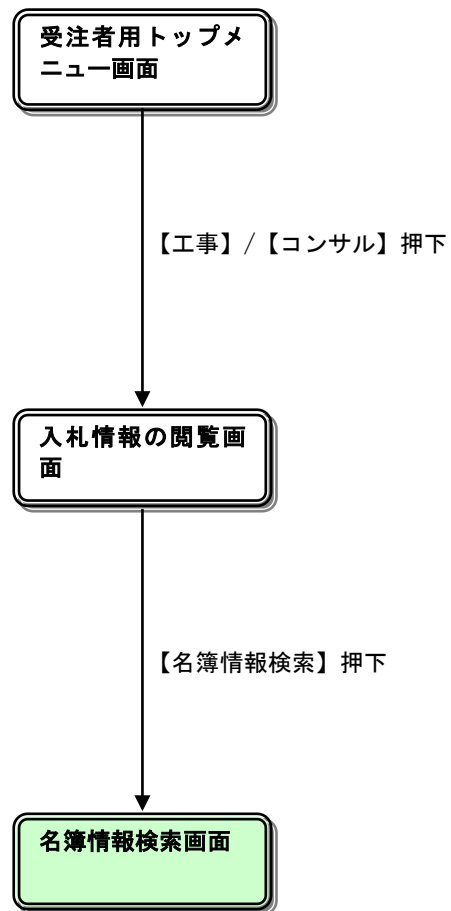 受注者用トップメ
ニュー画面
【工事】/【コンサル】押下
入札情報の閲覧画
面
【名簿情報検索】押下
名簿情報検索画面